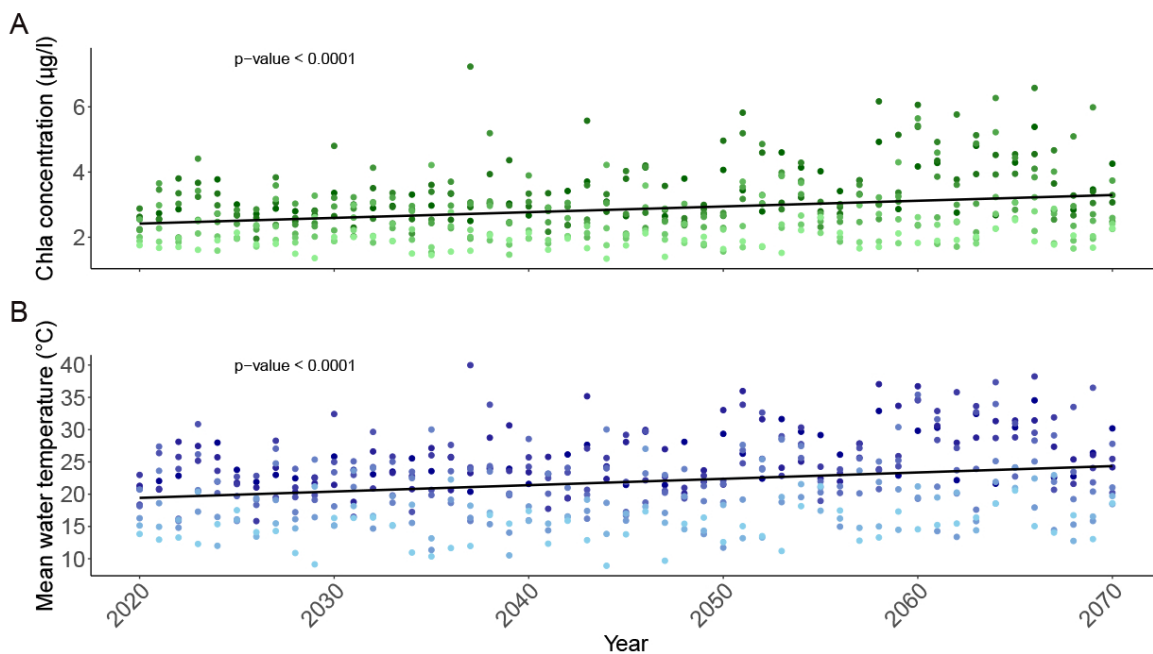 A
Chla concentration (µg/l)
p−value < 0.0001
6
4
2
B
Mean water temperature (°C)
p−value < 0.0001
40
35
30
25
20
15
10
2020
2030
2040
2050
2060
2070
Year